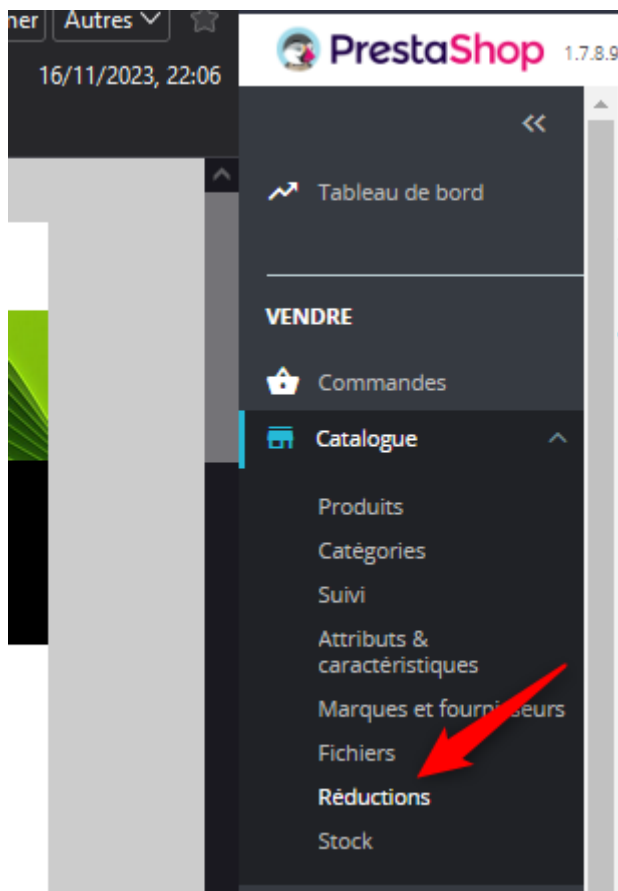 Autres
16/11/2023, 22:06
PrestaShop 1.7.8.9
Tableau de bord
VENDRE
Commandes
Catalogue
Produits
Catégories
Suivi
Attributs &
caractéristiques
Marques et fournisseurs
Fichiers
Réductions
Stock